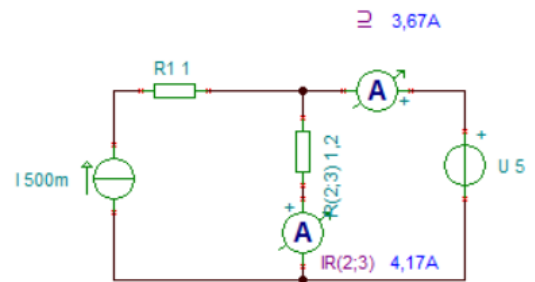 ⊃ 3,67A
R1 1
A
+
I 500m
R(2;3) 1,2
+
U 5
+
A
IR(2;3) 4,17A